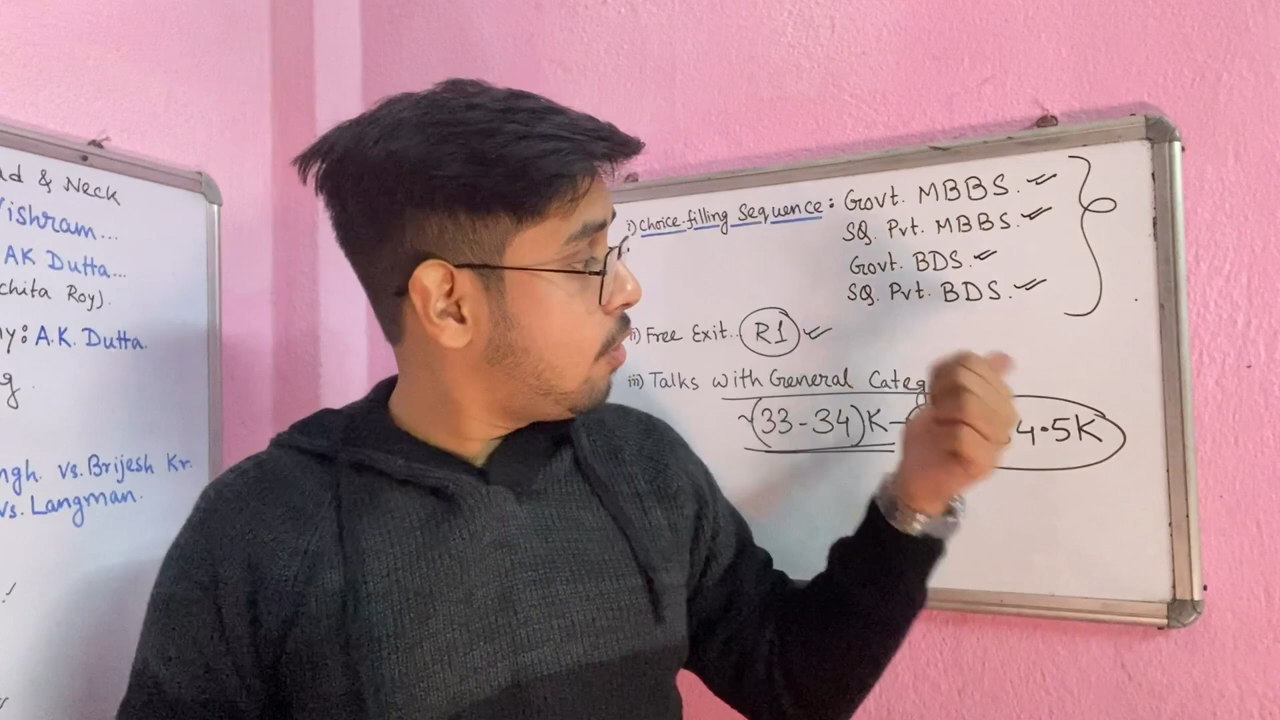 & Neck
Vishram...
AK Dutta...
chita Roy).
A.K. Dutta.
vs. Brijesh Kr.
vs. Langman.
i) Choice-filling Sequence: Govt. MBBS.
SQ. Pvt. MBBS.
Govt. BDS.
SQ. Pvt. BDS.
ii) Free Exit.. R1
iii) Talks with General Categ
~(33-34)K-
4.5K